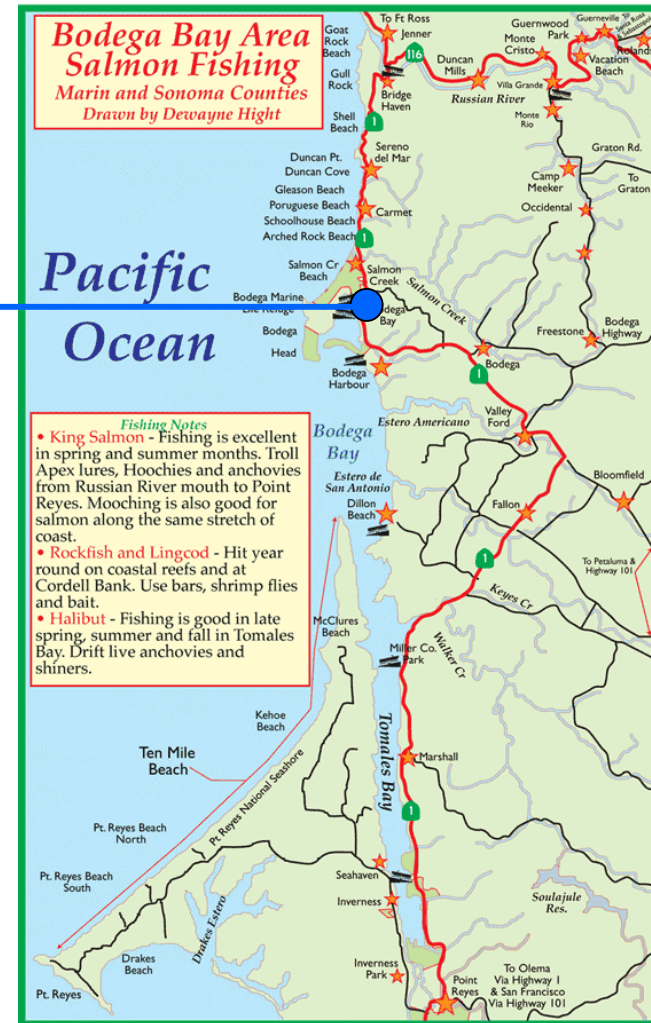 Bodega Bay Area
Salmon Fishing
Marin and Sonoma Counties
Drawn by Dewayne Hight
To Ft Ross
Goat
Rock
Beach
Jenner
116
Gull
Rock
Bridge
Haven
Duncan
Mills
Monte
Cristo
Guernwood
Park
Guerneville
Vacation
Beach
Villa Grande
Russian River
Monte
Rio
Shell
Beach
1
Sereno
del Mar
Duncan Pt.
Duncan Cove
Gleason Beach
Poruguese Beach
Carmet
Schoolhouse Beach
Arched Rock Beach
1
Graton Rd.
To
Graton
Camp
Meeker
Occidental
Pacific
Ocean
Salmon Cr
Beach
Salmon
Creek
Salmon Creek
Bodega Marine
Bay
Bodega
Head
Bodega
Harbour
Bodega
1
Freestone
Bodega
Highway
Valley
Ford
Estero Americano
Bodega
Bay
Estero de
San Antonio
Dillon
Beach
Fallon
Bloomfield
1
To Petaluma &
Highway 101
Keyes Cr
Walker Cr
Fishing Notes
• King Salmon - Fishing is excellent
in spring and summer months. Troll
Apex lures, Hoochies and anchovies
from Russian River mouth to Point
Reyes. Mooching is also good for
salmon along the same stretch of
coast.
• Rockfish and Lingcod - Hit year
round on coastal reefs and at
Cordell Bank. Use bars, shrimp flies
and bait.
• Halibut - Fishing is good in late
spring, summer and fall in Tomales
Bay. Drift live anchovies and
shiners.
McClures
Beach
Miller Co.
Park
Kehoe
Beach
Ten Mile
Beach
Tomales Bay
Marshall
1
Pt Reyes National Seashore
Pt. Reyes Beach
North
Pt. Reyes Beach
South
Seahaven
Inverness
Soulajule
Res.
Drakes Estero
Drakes
Beach
Pt. Reyes
Inverness
Park
Point
Reyes
To Olema
Via Highway 1
& San Francisco
Via Highway 101